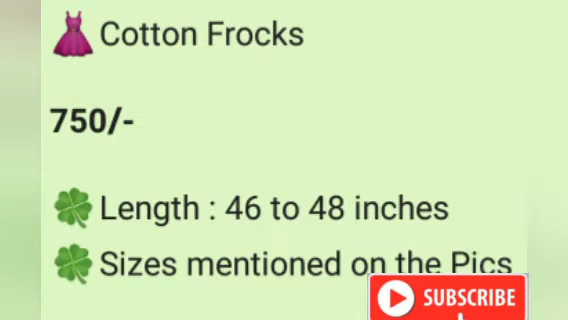 👗Cotton Frocks
750/-
🍀Length : 46 to 48 inches
🍀Sizes mentioned on the Pics
SUBSCRIBE